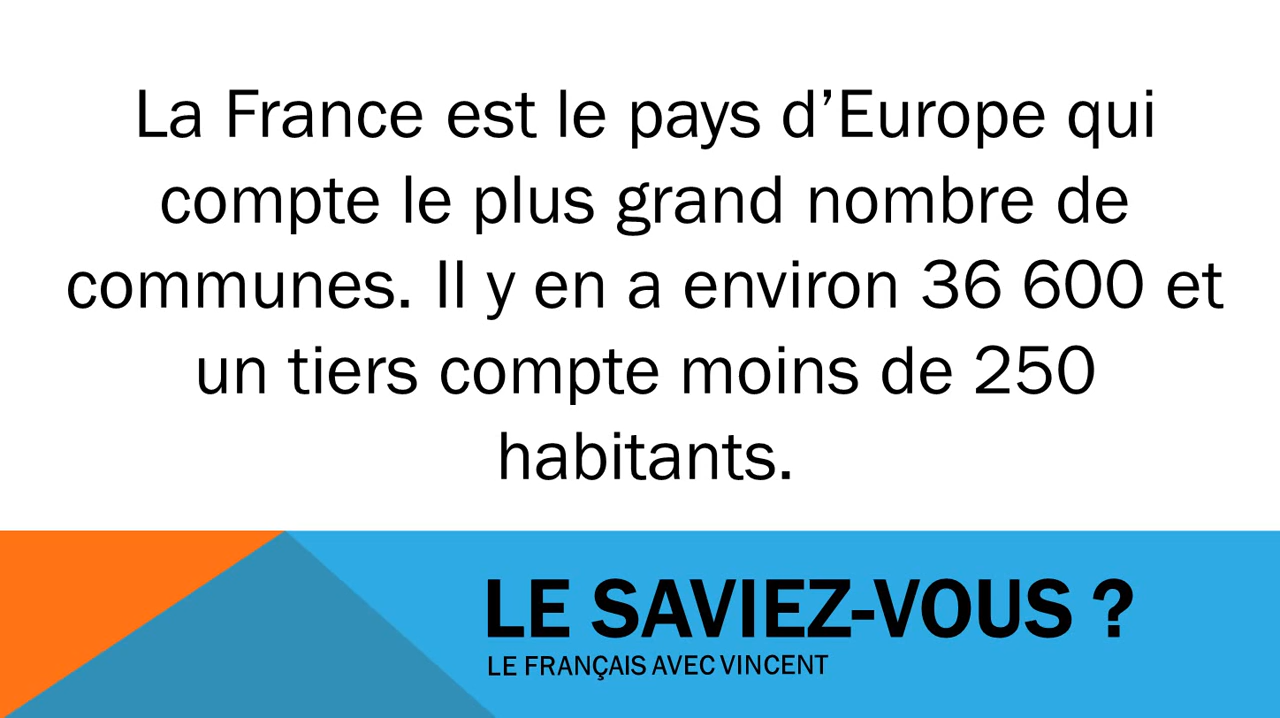 La France est le pays d’Europe qui
compte le plus grand nombre de
communes. Il y en a environ 36 600 et
un tiers compte moins de 250
habitants.
LE SAVIEZ-VOUS ?
LE FRANÇAIS AVEC VINCENT